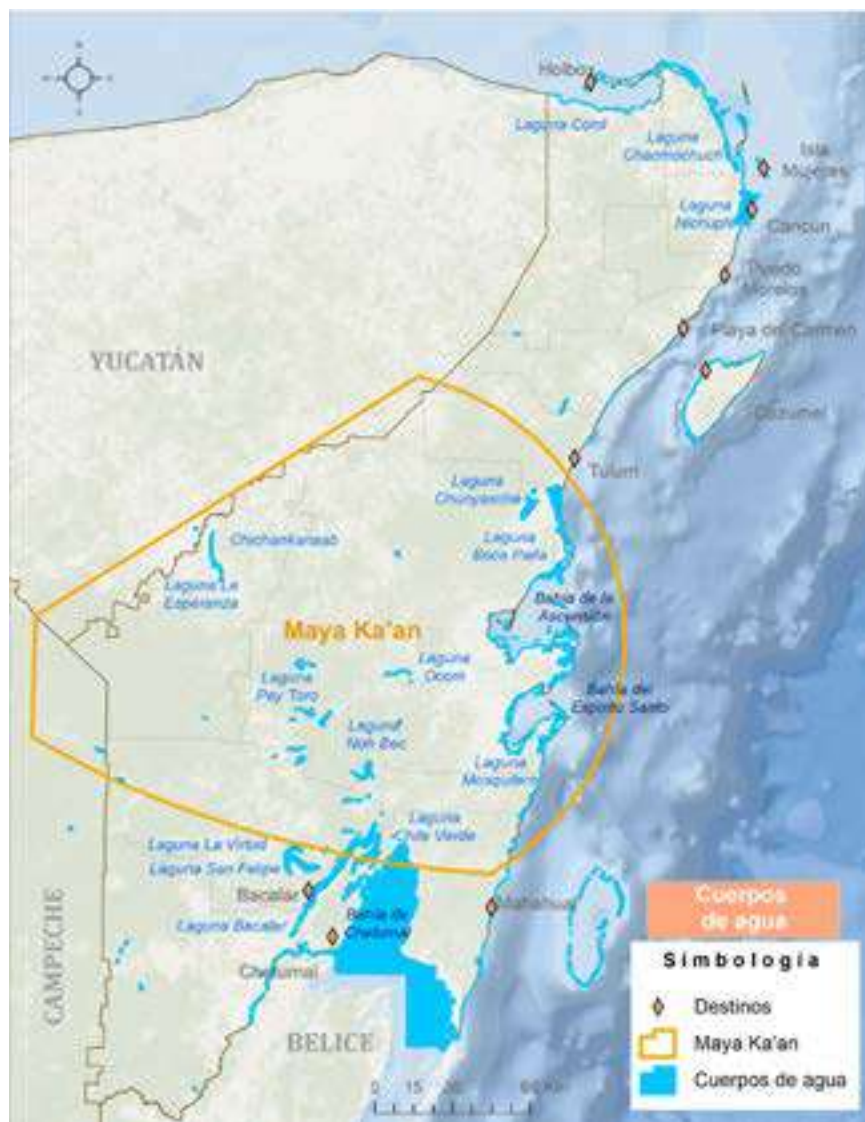 Holbox
Laguna Conil
Laguna
Chacmochuch
Isla
Mujeres
Laguna
Nichupté
Cancún
Puerto
Morelos
Playa del Carmen
Cozumel
YUCATÁN
Tulum
Laguna
Laguna
Boca Paila
Chichankanaab
Laguna La
Esperanza
Bahía de la
Ascensión
Maya Ka'an
Laguna
Ocom
Laguna
Pey Toro
Bahía del
Espíritu Santo
Laguna
Non Bec
Laguna
Mosquitero
Laguna
Chile Verde
Laguna La Virtud
Laguna San Felipe
Bacalar
Laguna Bacalar
Bahía de
Chetumal
Mahahual
Chetumal
CAMPECHE
BELICE
0 15 30 60
Cuerpos
de agua
Simbología
Destinos
Maya Ka'an
Cuerpos de agua